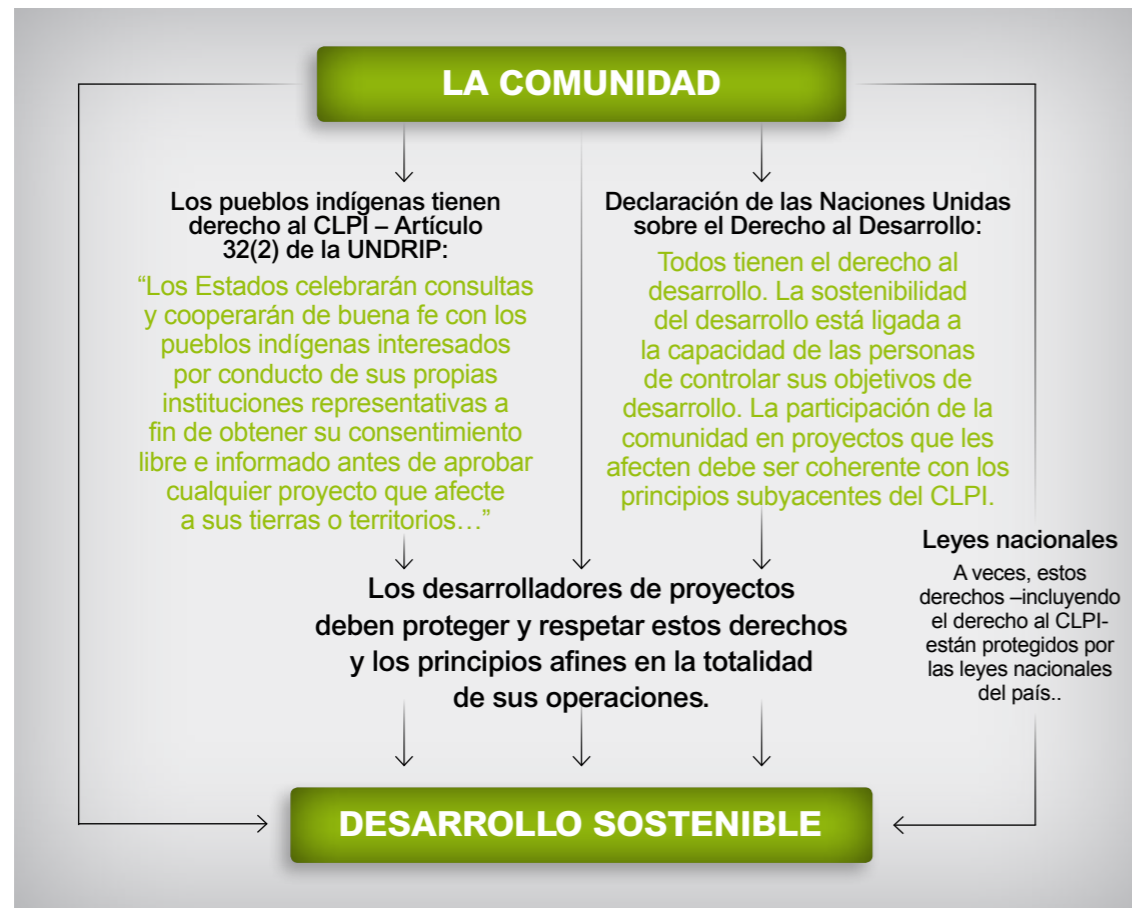 LA COMUNIDAD
Los pueblos indígenas tienen
derecho al CLPI – Artículo
32(2) de la UNDRIP:
“Los Estados celebrarán consultas
y cooperarán de buena fe con los
pueblos indígenas interesados
por conducto de sus propias
instituciones representativas a
fin de obtener su consentimiento
libre e informado antes de aprobar
cualquier proyecto que afecte
a sus tierras o territorios…”
Declaración de las Naciones Unidas
sobre el Derecho al Desarrollo:
Todos tienen el derecho al
desarrollo. La sostenibilidad
del desarrollo está ligada a
la capacidad de las personas
de controlar sus objetivos de
desarrollo. La participación de la
comunidad en proyectos que les
afecten debe ser coherente con los
principios subyacentes del CLPI.
Leyes nacionales
A veces, estos
derechos –incluyendo
el derecho al CLPI-
están protegidos por
las leyes nacionales
del país..
Los desarrolladores de proyectos
deben proteger y respetar estos derechos
y los principios afines en la totalidad
de sus operaciones.
DESARROLLO SOSTENIBLE